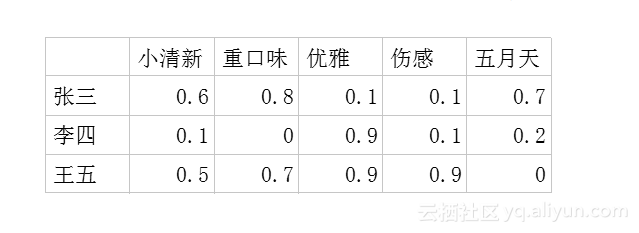 小清新 重口味 优雅 伤感 五月天
张三 0.6 0.8 0.1 0.1 0.7
李四 0.1 0 0.9 0.1 0.2
王五 0.5 0.7 0.9 0.9 0
云栖社区 yq.aliyun.com